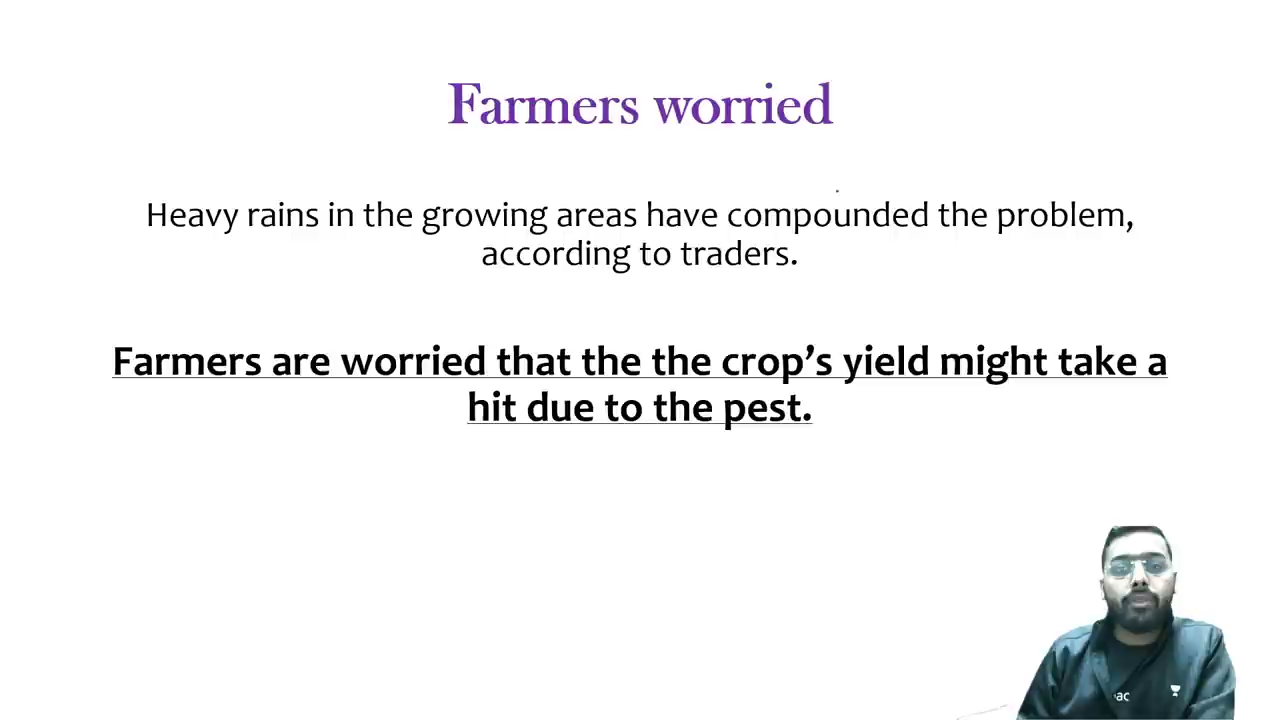 Farmers worried
Heavy rains in the growing areas have compounded the problem,
according to traders.
Farmers are worried that the the crop's yield might take a
hit due to the pest.
ac